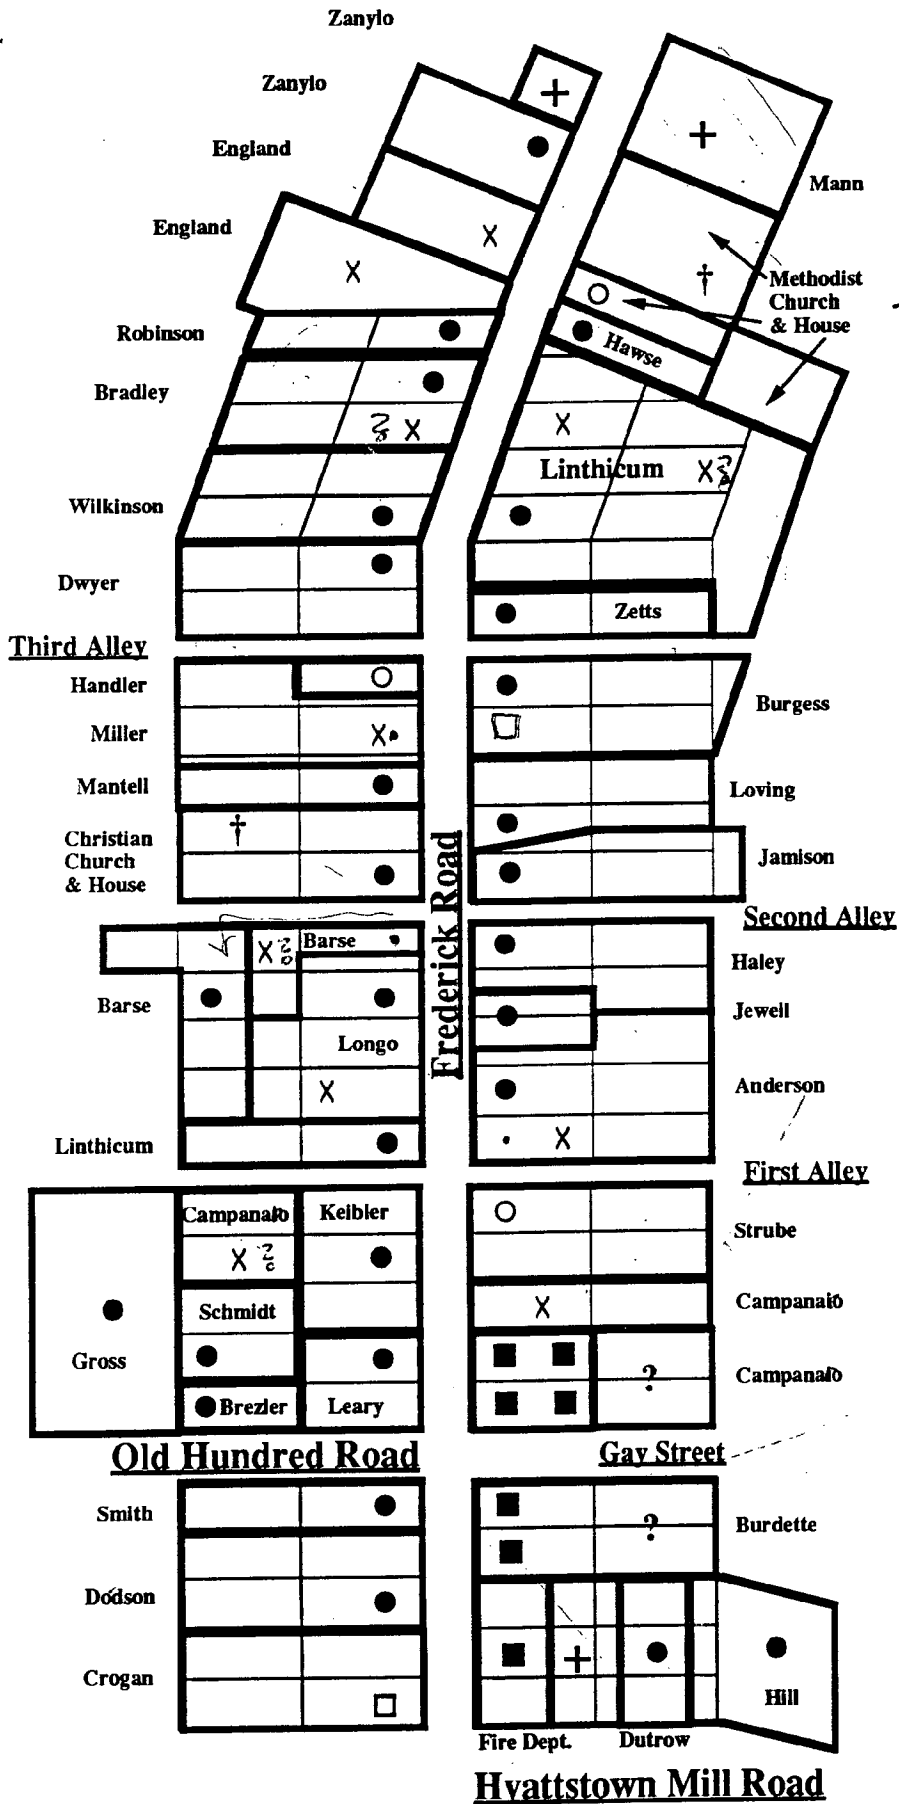 Zanylo
Zanylo
England
Mann
England
Methodist
Church
& House
Robinson
Hawse
Bradley
X
Linthicum
X
Wilkinson
Dwyer
Zetts
Third Alley
Handler
Burgess
Miller
X
Mantell
Loving
Christian
Church
& House
Jamison
Frederick Road
Second Alley
X
Barse
Haley
Barse
Jewell
Longo
Anderson
X
X
Linthicum
First Alley
Campanaio
Keibler
Strube
X
Schmidt
X
Campanaio
Gross
?
Campanaio
Brezler
Leary
Old Hundred Road
Gay Street
Smith
?
Burdette
Dodson
Crogan
Hill
Fire Dept.
Dutrow
Hyattstown Mill Road